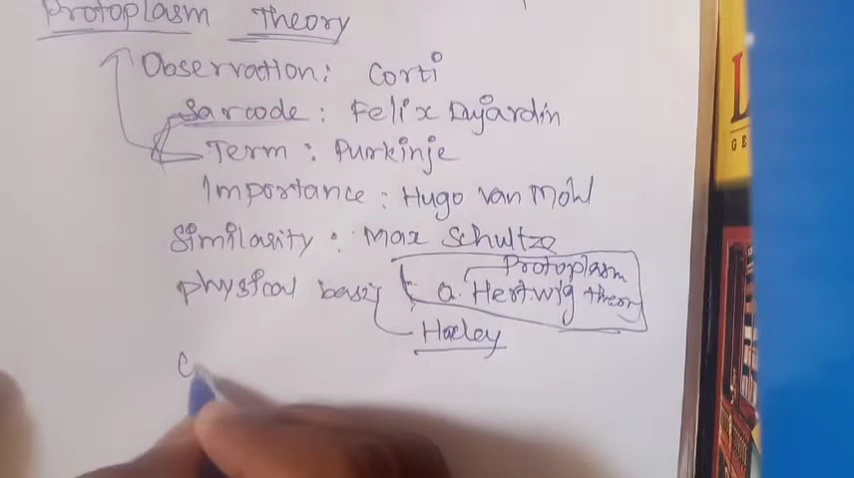 Protoplasm Theory
Observation: Corti
Sarcode: Felix Dujardin
Term: Purkinje
Importance: Hugo van Mohl
Similarity: Max Schultze
Physical basis
O. Hertwig Protoplasm theory
Huxley
C